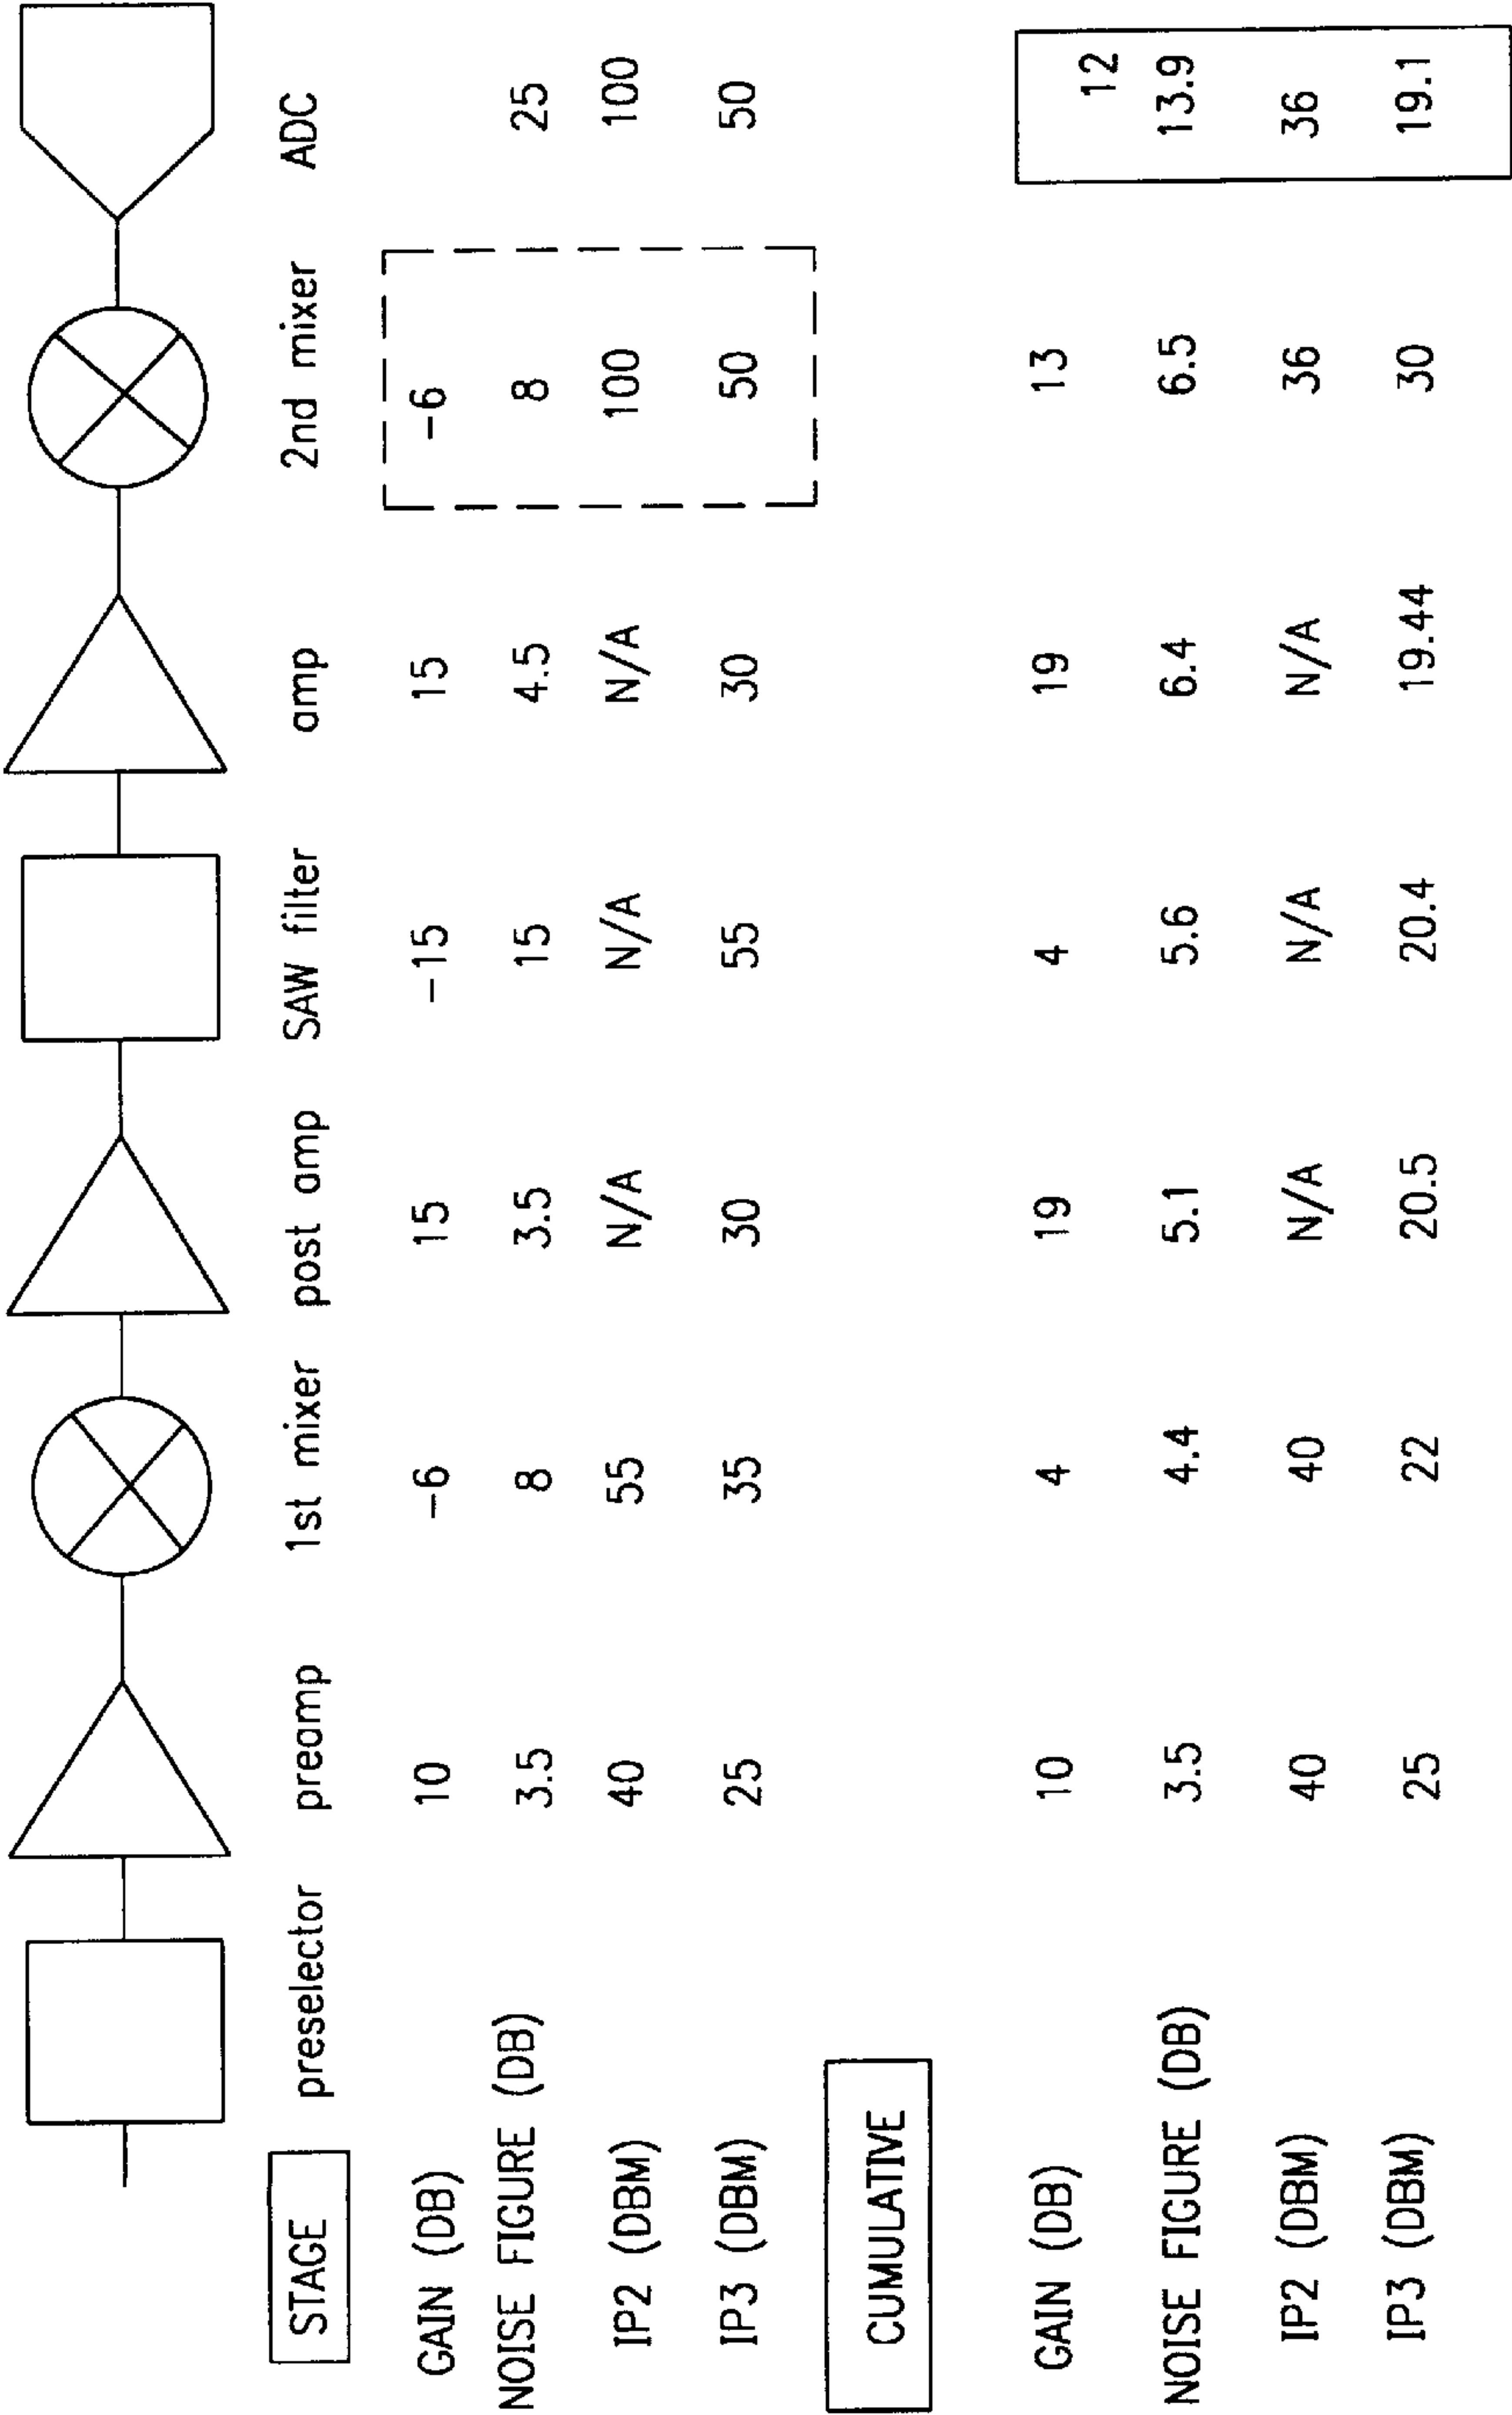 STAGE preselector preamp 1st mixer post amp SAW filter amp 2nd mixer ADC
GAIN (DB) 10 -6 15 -15 15 -6
NOISE FIGURE (DB) 3.5 8 3.5 15 4.5 8 25
IP2 (DBM) 40 55 N/A N/A N/A 100 100
IP3 (DBM) 25 35 30 55 30 50 50
CUMULATIVE
GAIN (DB) 10 4 19 4 19 13 12
NOISE FIGURE (DB) 3.5 4.4 5.1 5.6 6.4 6.5 13.9
IP2 (DBM) 40 40 N/A N/A N/A 36 36
IP3 (DBM) 25 22 20.5 20.4 19.44 30 19.1